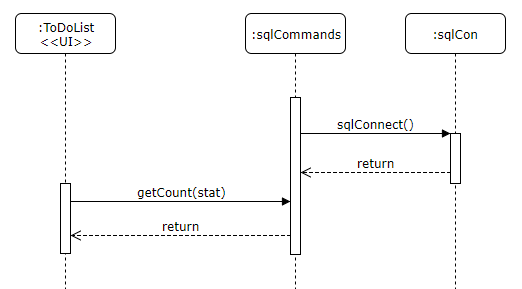 :ToDoList
<<UI>>
:sqlCommands
:sqlCon
sqlConnect()
return
getCount(stat)
return